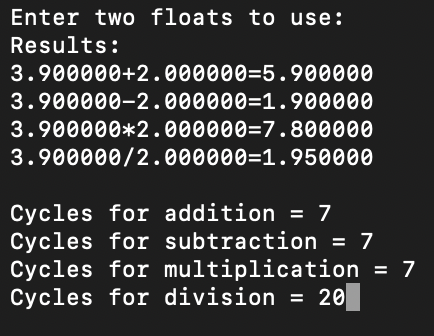 Enter two floats to use:
Results:
3.900000+2.000000=5.900000
3.900000-2.000000=1.900000
3.900000*2.000000=7.800000
3.900000/2.000000=1.950000
Cycles for addition = 7
Cycles for subtraction = 7
Cycles for multiplication = 7
Cycles for division = 20